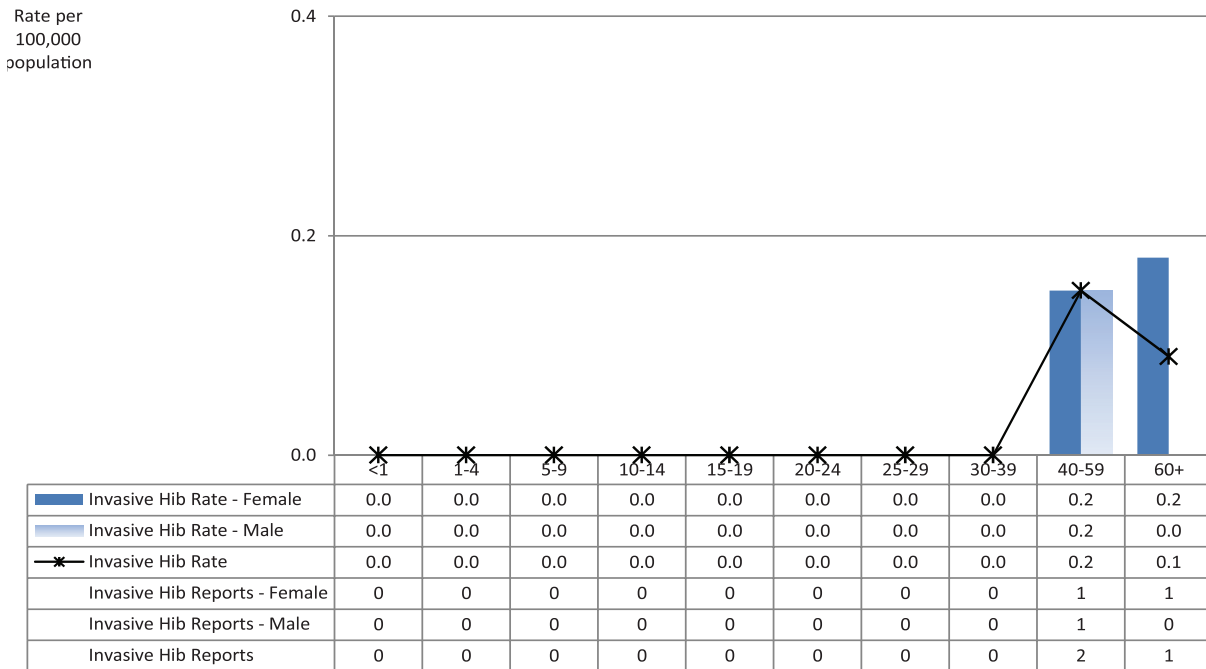 Rate per
100,000
population
0.4
0.2
0.0
<1 1-4 5-9 10-14 15-19 20-24 25-29 30-39 40-59 60+
Invasive Hib Rate - Female 0.0 0.0 0.0 0.0 0.0 0.0 0.0 0.0 0.2 0.2
Invasive Hib Rate - Male 0.0 0.0 0.0 0.0 0.0 0.0 0.0 0.0 0.2 0.0
Invasive Hib Rate 0.0 0.0 0.0 0.0 0.0 0.0 0.0 0.0 0.2 0.1
Invasive Hib Reports - Female 0 0 0 0 0 0 0 0 1 1
Invasive Hib Reports - Male 0 0 0 0 0 0 0 0 1 0
Invasive Hib Reports 0 0 0 0 0 0 0 0 2 1